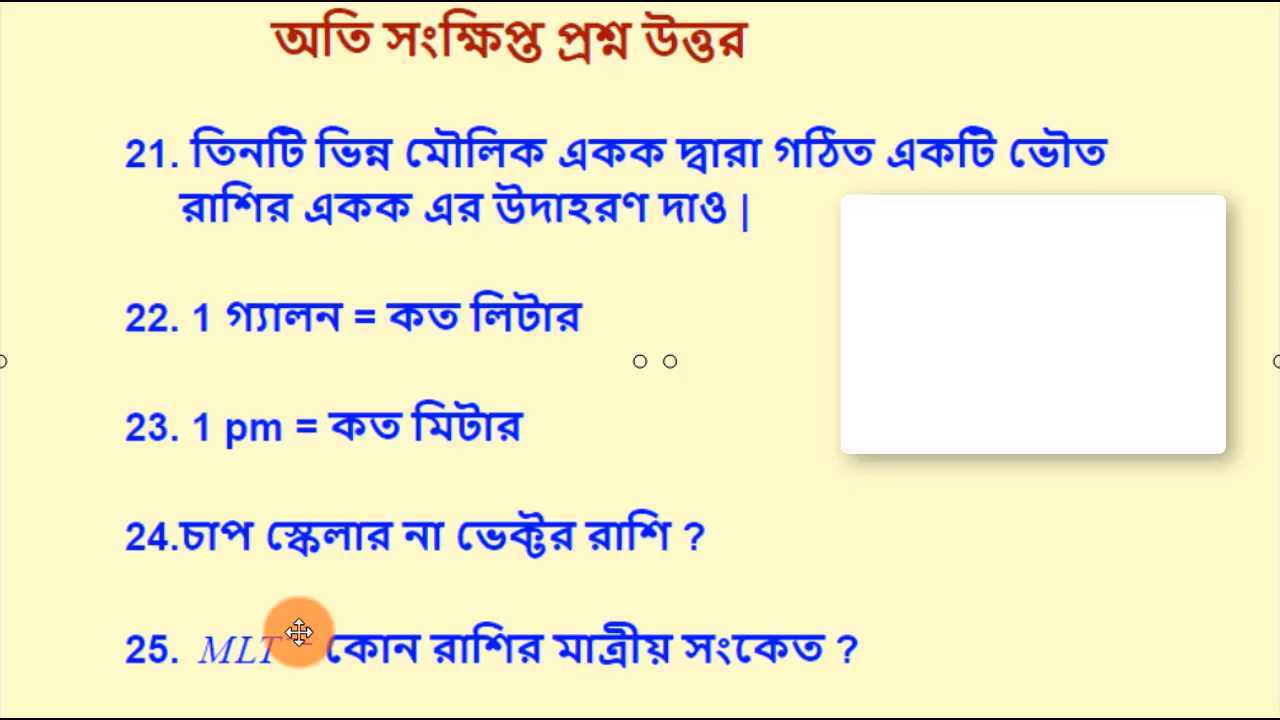 অতি সংক্ষিপ্ত প্রশ্ন উত্তর
21. তিনটি ভিন্ন মৌলিক একক দ্বারা গঠিত একটি ভৌত
রাশির একক এর উদাহরণ দাও |
22. 1 গ্যালন = কত লিটার
23. 1 pm = কত মিটার
24.চাপ স্কেলার না ভেক্টর রাশি ?
25. MLT কোন রাশির মাত্রীয় সংকেত ?